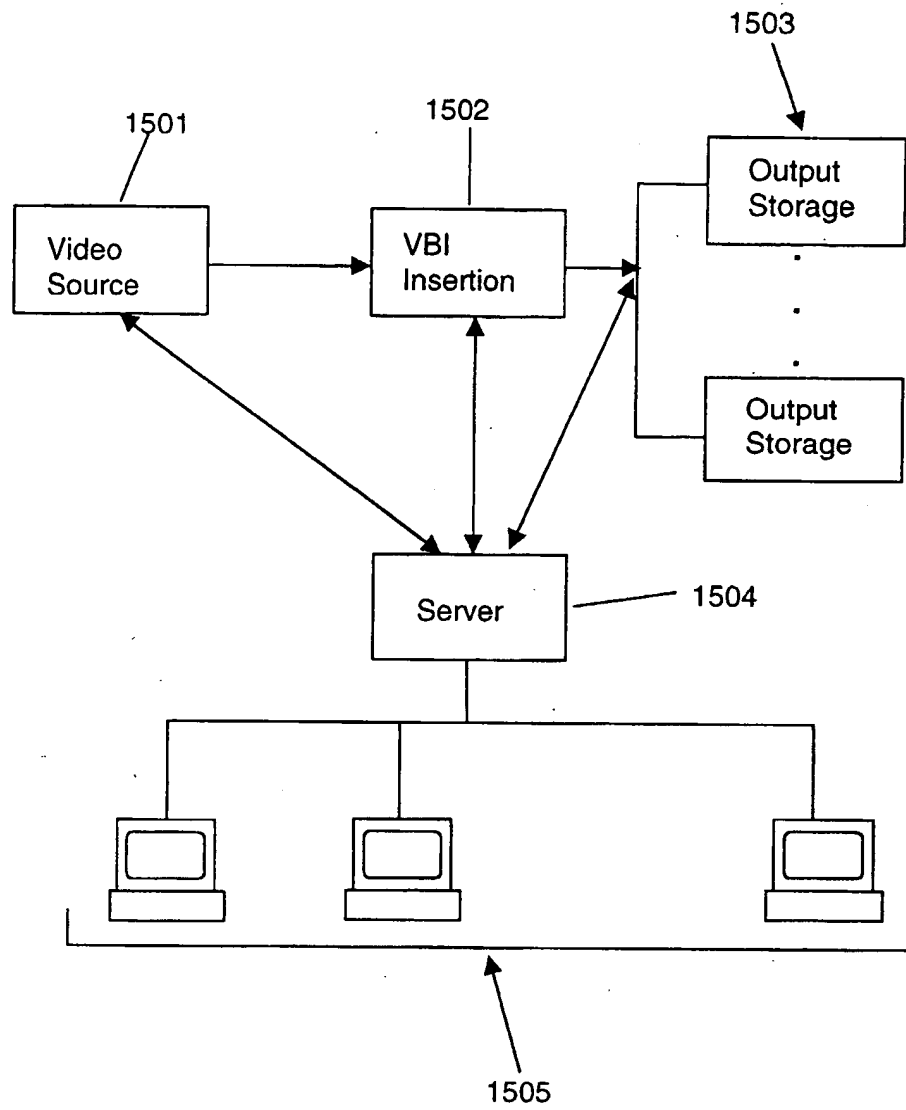 1503
1501
1502
Output
Storage
Video
Source
VBI
Insertion
Output
Storage
Server
1504
1505